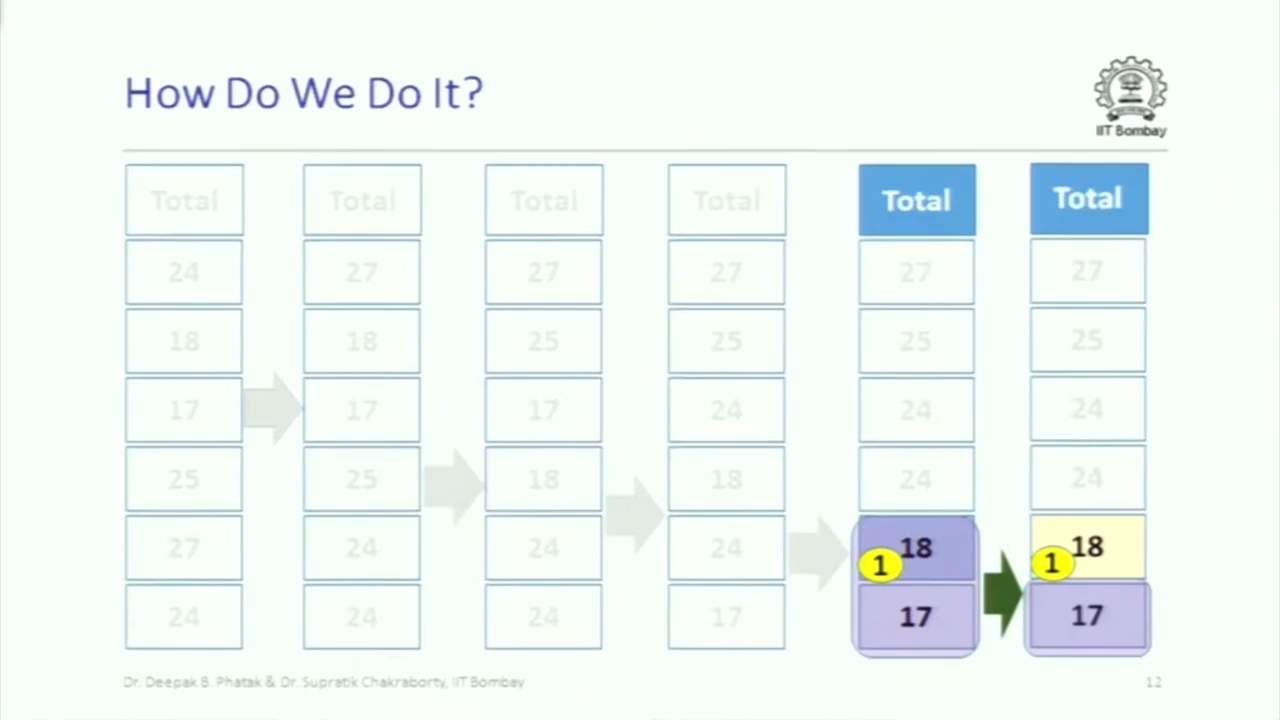 How Do We Do It?
IIT Bombay
Total Total Total Total Total Total
24 27 27 27 27 27
18 18 25 25 25 25
17 17 17 24 24 24
25 25 18 18 24 24
27 24 24 24 18 18
1 1
24 24 24 17 17 17
Dr. Deepak B. Phatak & Dr. Supratik Chakraborty, IIT Bombay 12